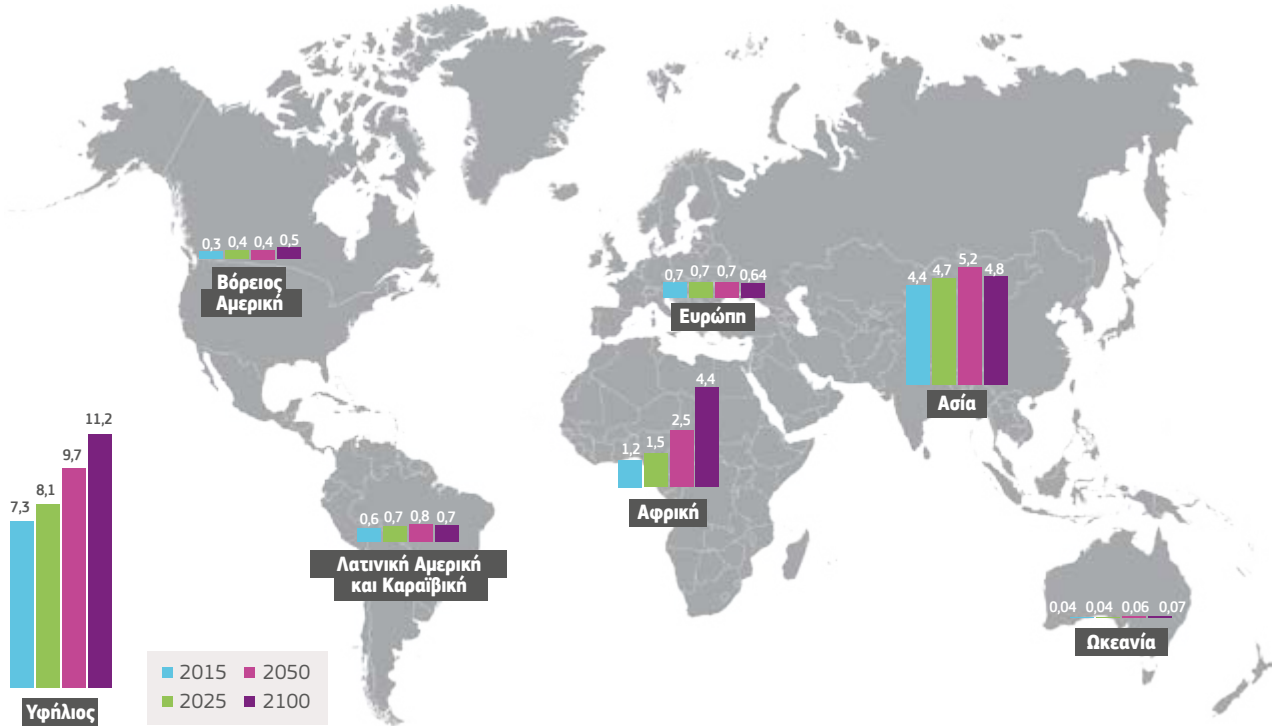 0,3 0,4 0,4 0,5
Βόρειος
Αμερική
0,7 0,7 0,7 0,64
Ευρώπη
4,4 4,7 5,2 4,8
Ασία
1,2 1,5 2,5 4,4
Αφρική
7,3 8,1 9,7 11,2
Υφήλιος
0,6 0,7 0,8 0,7
Λατινική Αμερική
και Καραϊβική
0,04 0,04 0,06 0,07
Ωκεανία
2015 2050
2025 2100